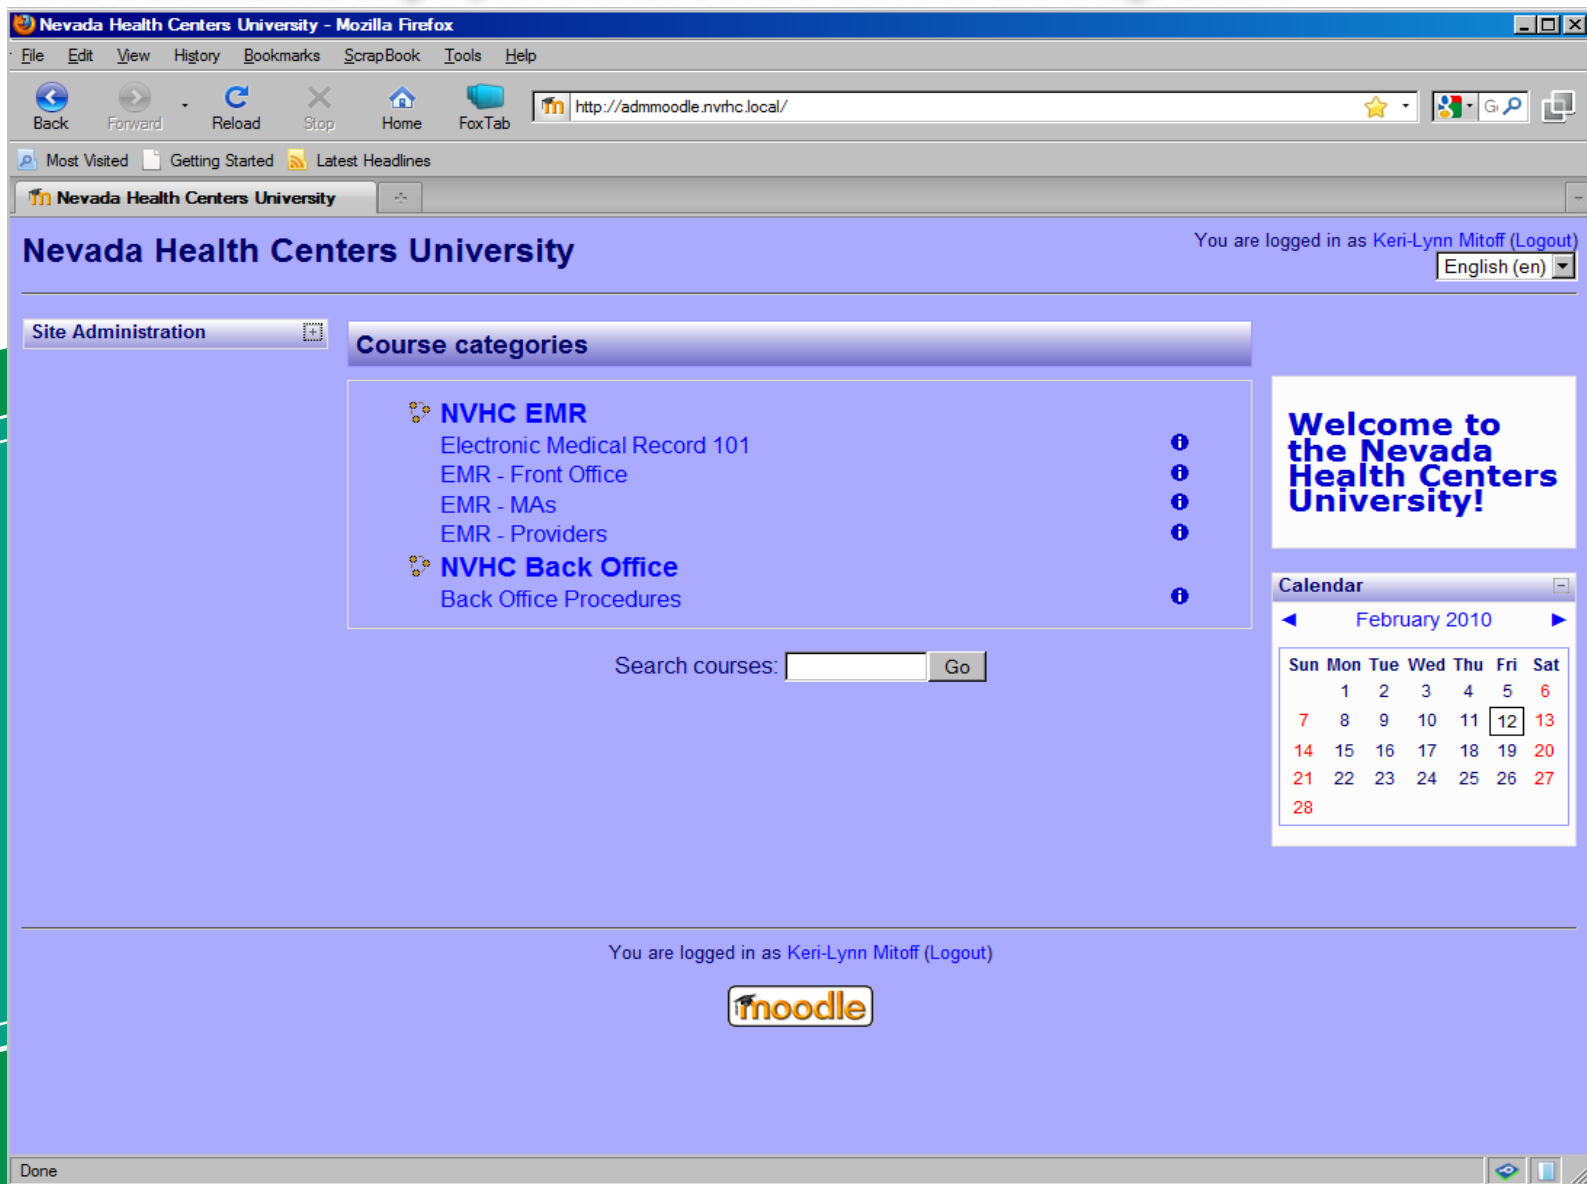 Nevada Health Centers University - Mozilla Firefox
File Edit View History Bookmarks ScrapBook Tools Help
Back Forward Reload Stop Home FoxTab http://admmoodle.nvrhc.local/
Most Visited Getting Started Latest Headlines
Nevada Health Centers University
Nevada Health Centers University
You are logged in as Keri-Lynn Mitoff (Logout)
English (en)
Site Administration
Course categories
NVHC EMR
Electronic Medical Record 101
EMR - Front Office
EMR - MAs
EMR - Providers
NVHC Back Office
Back Office Procedures
Search courses: Go
Welcome to
the Nevada
Health Centers
University!
Calendar
February 2010
Sun Mon Tue Wed Thu Fri Sat
1 2 3 4 5 6
7 8 9 10 11 12 13
14 15 16 17 18 19 20
21 22 23 24 25 26 27
28
You are logged in as Keri-Lynn Mitoff (Logout)
moodle
Done